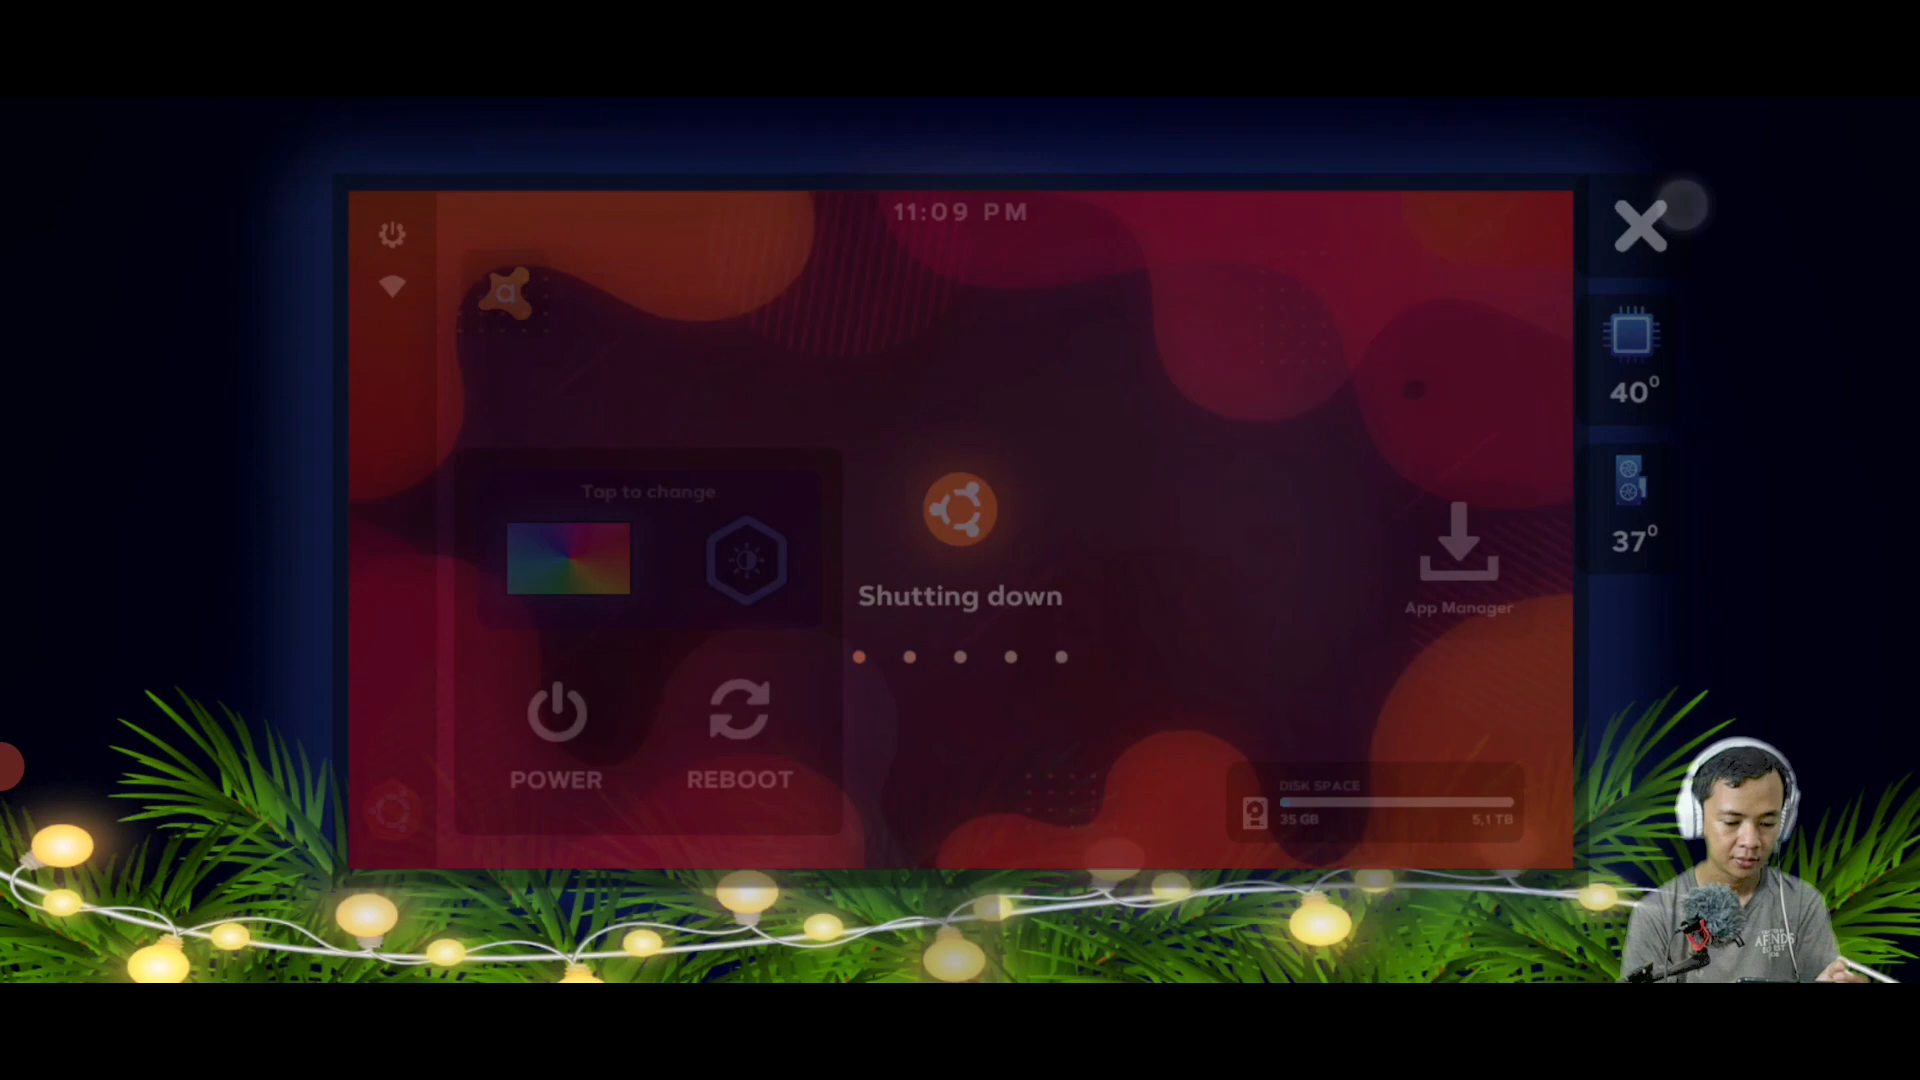 11:09 PM
a
40°
Tap to change
37°
Shutting down
App Manager
POWER
REBOOT
DISK SPACE
35 GB
5,1 TB